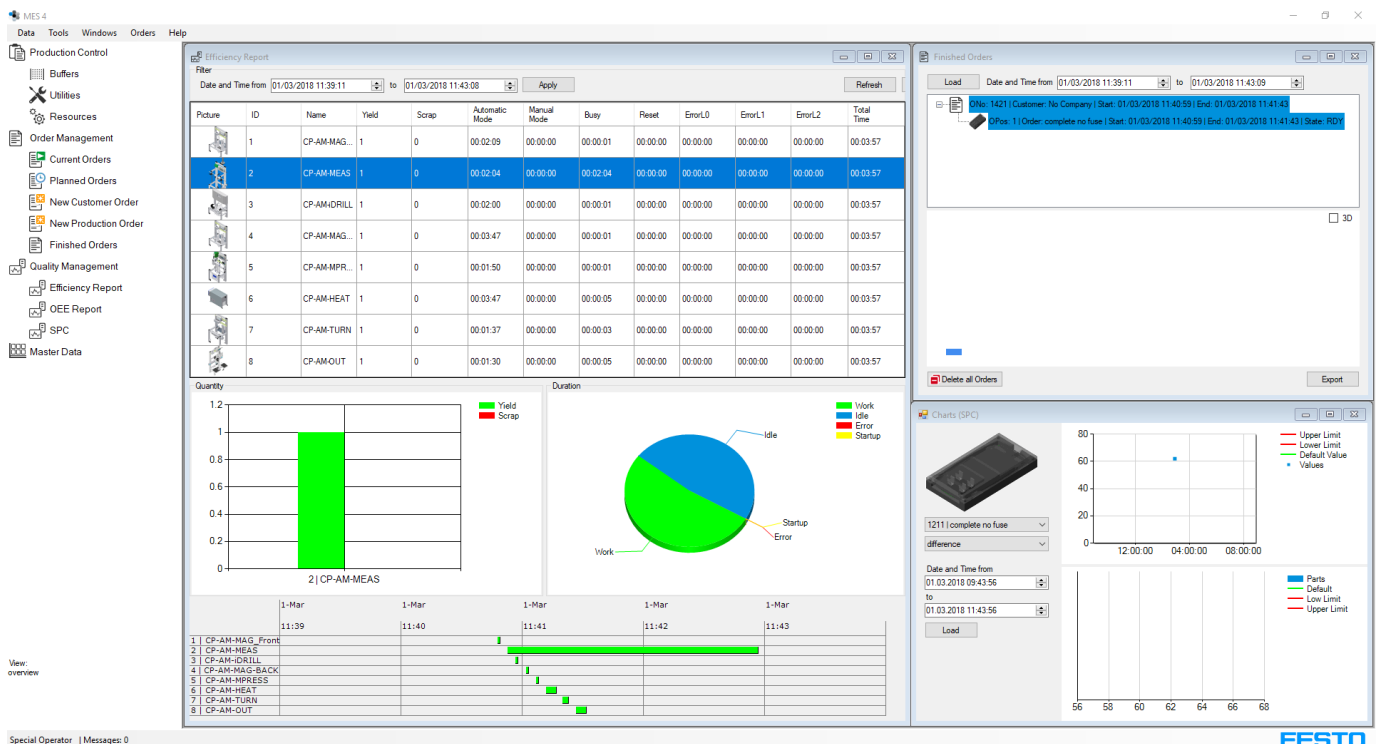 MES 4
Data Tools Windows Orders Help
Production Control
Buffers
Utilities
Resources
Order Management
Current Orders
Planned Orders
New Customer Order
New Production Order
Finished Orders
Quality Management
Efficiency Report
OEE Report
SPC
Master Data
View:
overview
Special Operator | Messages: 0
Efficiency Report
Filter
Date and Time from 01/03/2018 11:39:11 to 01/03/2018 11:43:08 Apply Refresh
Picture ID Name Yield Scrap Automatic Mode Manual Mode Busy Reset ErrorL0 ErrorL1 ErrorL2 Total Time
1 CP-AM-MAG... 1 0 00:02:09 00:00:00 00:00:01 00:00:00 00:00:00 00:00:00 00:00:00 00:03:57
2 CP-AM-MEAS 1 0 00:02:04 00:00:00 00:02:04 00:00:00 00:00:00 00:00:00 00:00:00 00:03:57
3 CP-AM-iDRILL 1 0 00:02:00 00:00:00 00:00:01 00:00:00 00:00:00 00:00:00 00:00:00 00:03:57
4 CP-AM-MAG... 1 0 00:03:47 00:00:00 00:00:01 00:00:00 00:00:00 00:00:00 00:00:00 00:03:57
5 CP-AM-MPR... 1 0 00:01:50 00:00:00 00:00:01 00:00:00 00:00:00 00:00:00 00:00:00 00:03:57
6 CP-AM-HEAT 1 0 00:03:47 00:00:00 00:00:05 00:00:00 00:00:00 00:00:00 00:00:00 00:03:57
7 CP-AM-TURN 1 0 00:01:37 00:00:00 00:00:03 00:00:00 00:00:00 00:00:00 00:00:00 00:03:57
8 CP-AM-OUT 1 0 00:01:30 00:00:00 00:00:05 00:00:00 00:00:00 00:00:00 00:00:00 00:03:57
Quantity
1.2
1
0.8
0.6
0.4
0.2
0
2 | CP-AM-MEAS
Yield
Scrap
Duration
Work
Idle
Error
Startup
Idle
Startup
Error
Work
1-Mar 1-Mar 1-Mar 1-Mar 1-Mar
11:39 11:40 11:41 11:42 11:43
1 | CP-AM-MAG_Front
2 | CP-AM-MEAS
3 | CP-AM-iDRILL
4 | CP-AM-MAG-BACK
5 | CP-AM-MPRESS
6 | CP-AM-HEAT
7 | CP-AM-TURN
8 | CP-AM-OUT
Finished Orders
Load Date and Time from 01/03/2018 11:39:11 to 01/03/2018 11:43:09
ONo: 1421 | Customer: No Company | Start: 01/03/2018 11:40:59 | End: 01/03/2018 11:41:43
OPos: 1 | Order: complete no fuse | Start: 01/03/2018 11:40:59 | End: 01/03/2018 11:41:43 | State: RDY
3D
Delete all Orders Export
Charts (SPC)
1211 | complete no fuse
difference
Date and Time from
01.03.2018 09:43:56
to
01.03.2018 11:43:56
Load
80
60
40
20
0
12:00:00 04:00:00 08:00:00
Upper Limit
Lower Limit
Default Value
Values
56 58 60 62 64 66 68
Parts
Default
Low Limit
Upper Limit
FESTO